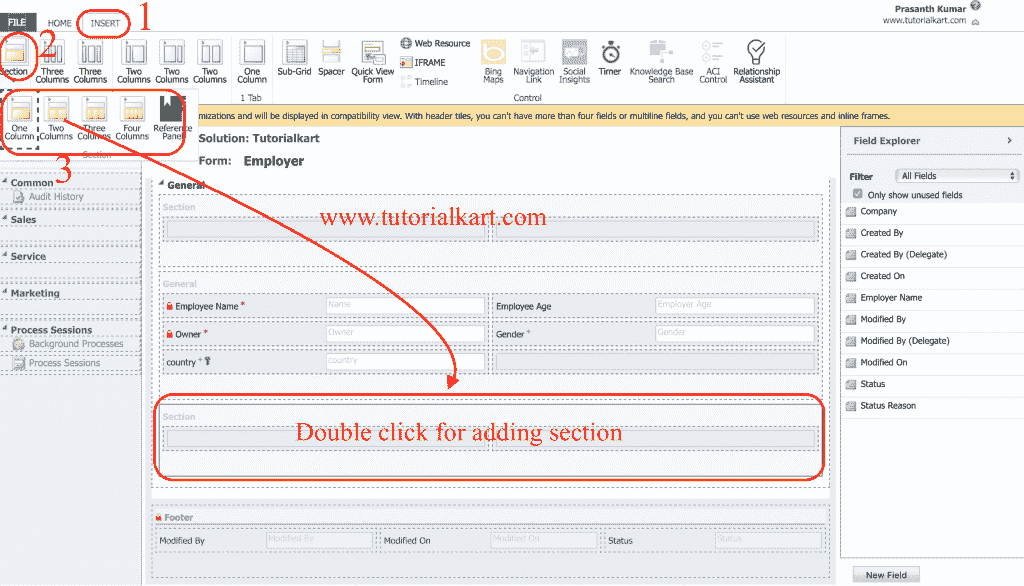 Prasanth Kumar
www.tutorialkart.com
FILE HOME INSERT 1
2
Section Three Columns Three Columns Two Columns Two Columns Two Columns One Column Sub-Grid Spacer Quick View Form Web Resource IFRAME Timeline Bing Maps Navigation Link Social Insights Timer Knowledge Base Search ACI Control Relationship Assistant
1 Tab Control
One Column Two Columns Three Columns Four Columns Reference Panel
Section
3
mizations and will be displayed in compatibility view. With header tiles, you can't have more than four fields or multiline fields, and you can't use web resources and inline frames.
Solution: Tutorialkart
Form: Employer
Common
Audit History
Sales
Service
Marketing
Process Sessions
Background Processes
Process Sessions
General
Section
www.tutorialkart.com
General
Employee Name * Name Employee Age Employer Age
Owner * Owner Gender * Gender
country * country
Section
Double click for adding section
Footer
Modified By Modified By Modified On Modified On Status Status
Field Explorer >
Filter All Fields
Only show unused fields
Company
Created By
Created By (Delegate)
Created On
Employer Name
Modified By
Modified By (Delegate)
Modified On
Status
Status Reason
New Field